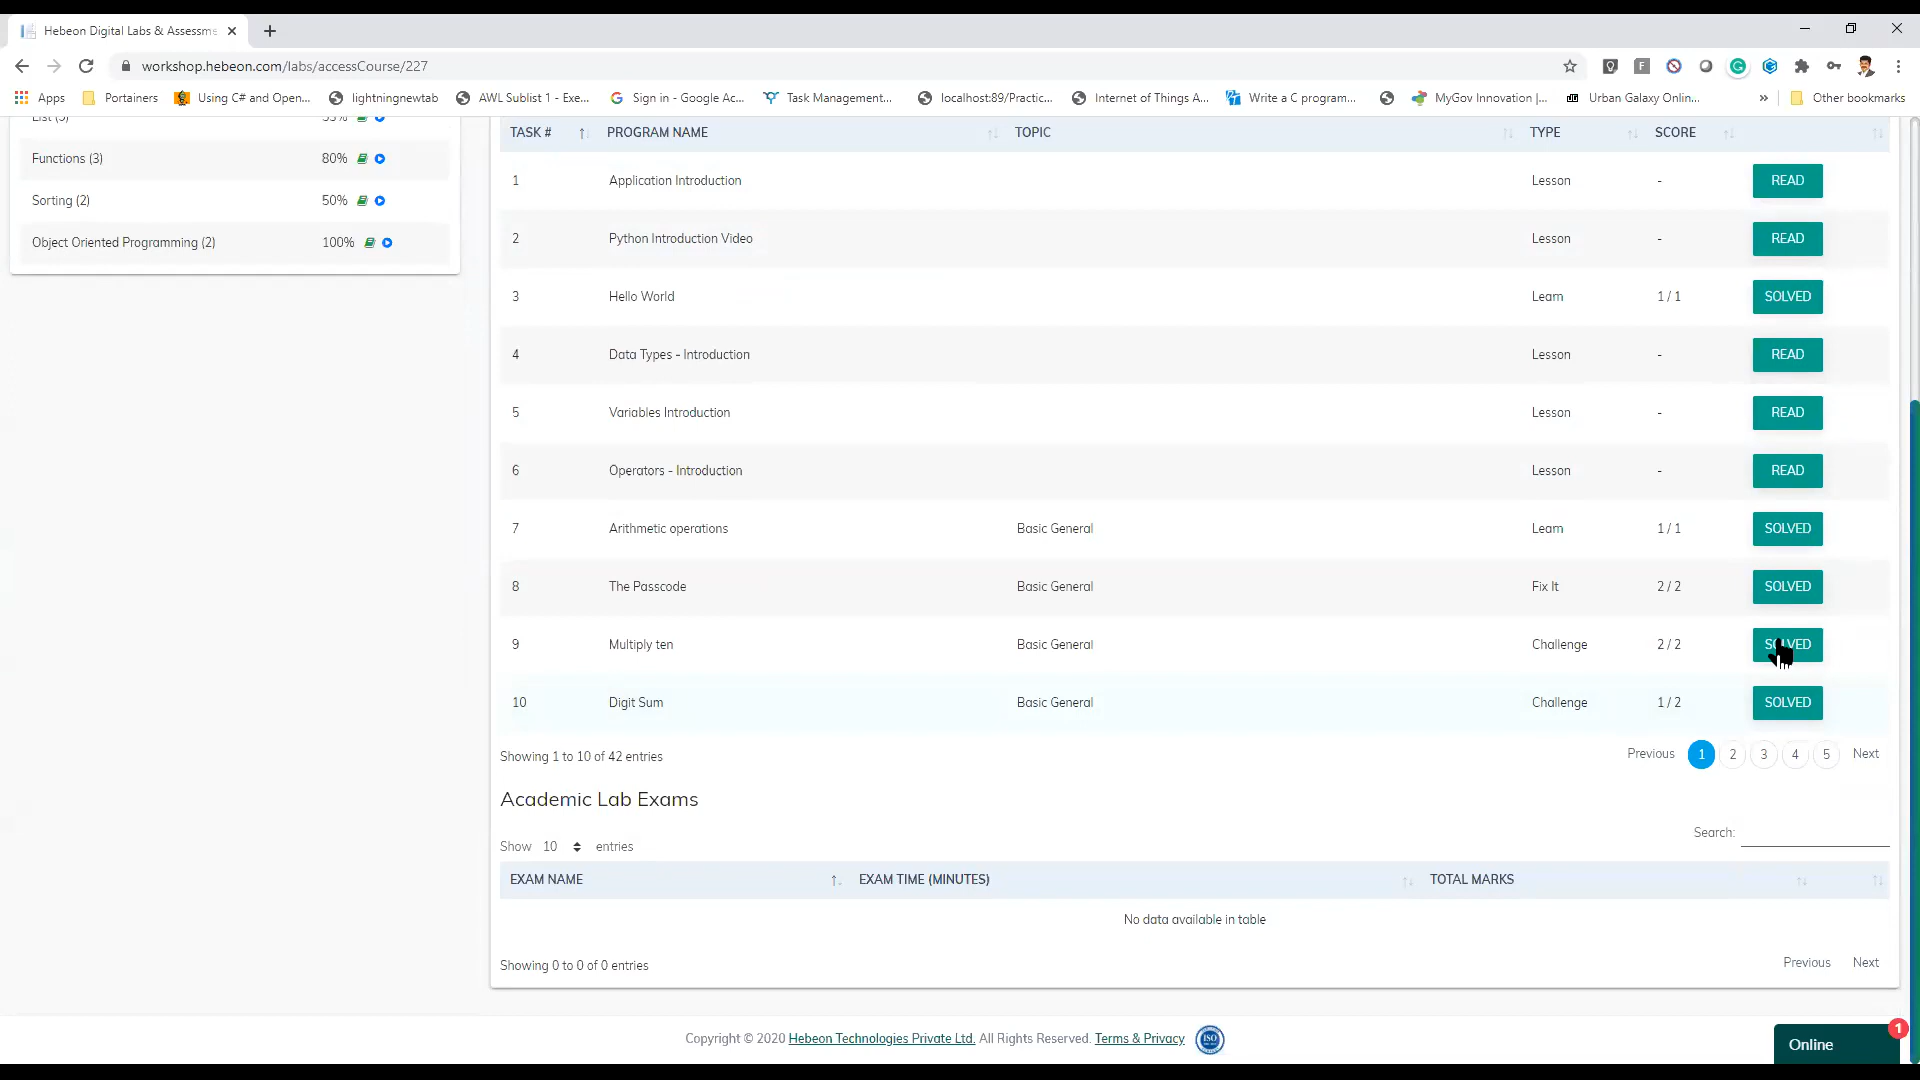 Hebeon Digital Labs & Assessme
workshop.hebeon.com/labs/accessCourse/227
Apps Portainers Using C# and Open... lightningnewtab AWL Sublist 1 - Exe... Sign in - Google Ac... Task Management... localhost:89/Practic... Internet of Things A... Write a C program... MyGov Innovation |... Urban Galaxy Onlin... » Other bookmarks
TASK # PROGRAM NAME TOPIC TYPE SCORE
Functions (3) 80%
Sorting (2) 50%
Object Oriented Programming (2) 100%
1 Application Introduction Lesson - READ
2 Python Introduction Video Lesson - READ
3 Hello World Learn 1 / 1 SOLVED
4 Data Types - Introduction Lesson - READ
5 Variables Introduction Lesson - READ
6 Operators - Introduction Lesson - READ
7 Arithmetic operations Basic General Learn 1 / 1 SOLVED
8 The Passcode Basic General Fix It 2 / 2 SOLVED
9 Multiply ten Basic General Challenge 2 / 2 SOLVED
10 Digit Sum Basic General Challenge 1 / 2 SOLVED
Showing 1 to 10 of 42 entries Previous 1 2 3 4 5 Next
Academic Lab Exams
Show 10 entries Search:
EXAM NAME EXAM TIME (MINUTES) TOTAL MARKS
No data available in table
Showing 0 to 0 of 0 entries Previous Next
Copyright © 2020 Hebeon Technologies Private Ltd. All Rights Reserved. Terms & Privacy ISO
Online 1